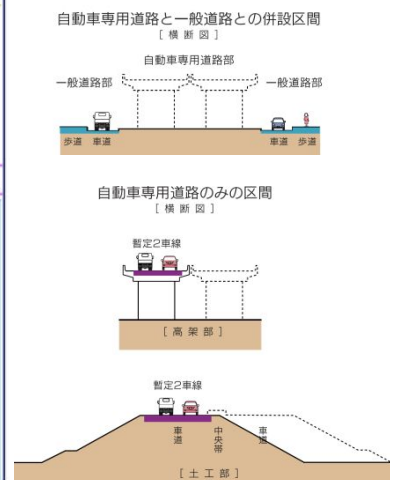 自動車専用道路と一般道路との併設区間
[ 横 断 図 ]
自動車専用道路部
一般道路部
一般道路部
歩道
車道
車道
歩道
自動車専用道路のみの区間
[ 横 断 図 ]
暫定2車線
[ 高 架 部 ]
暫定2車線
車道
中央帯
車道
[ 土 工 部 ]